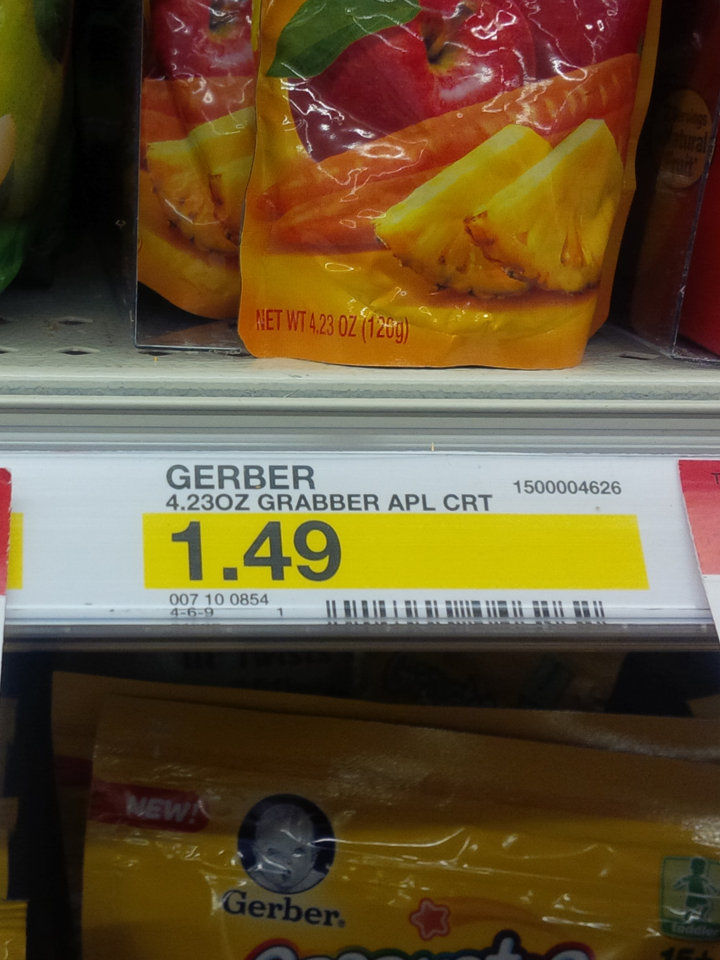 NET WT 4.23 OZ (120g)
GERBER
4.23OZ GRABBER APL CRT
1500004626
1.49
007 10 0854
4-6-9 1
NEW!
Gerber.